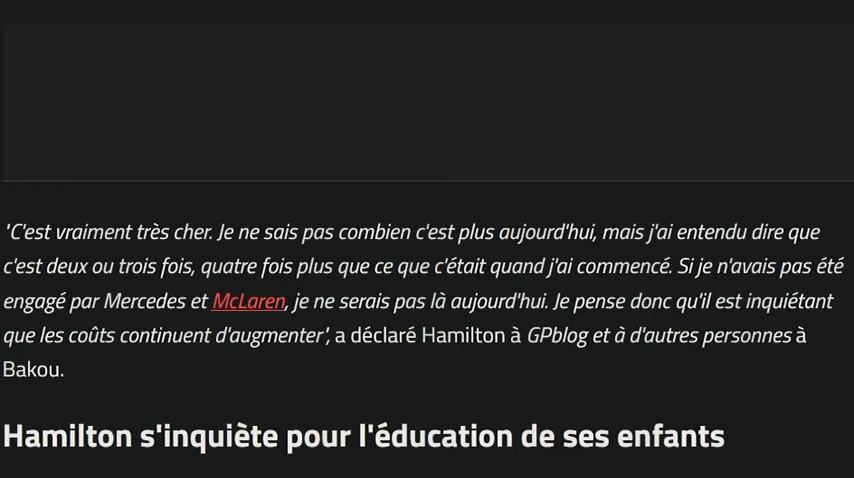 "C'est vraiment très cher. Je ne sais pas combien c'est plus aujourd'hui, mais j'ai entendu dire que
c'est deux ou trois fois, quatre fois plus que ce que c'était quand j'ai commencé. Si je n'avais pas été
engagé par Mercedes et McLaren, je ne serais pas là aujourd'hui. Je pense donc qu'il est inquiétant
que les coûts continuent d'augmenter", a déclaré Hamilton à GPblog et à d'autres personnes à
Bakou.
Hamilton s'inquiète pour l'éducation de ses enfants